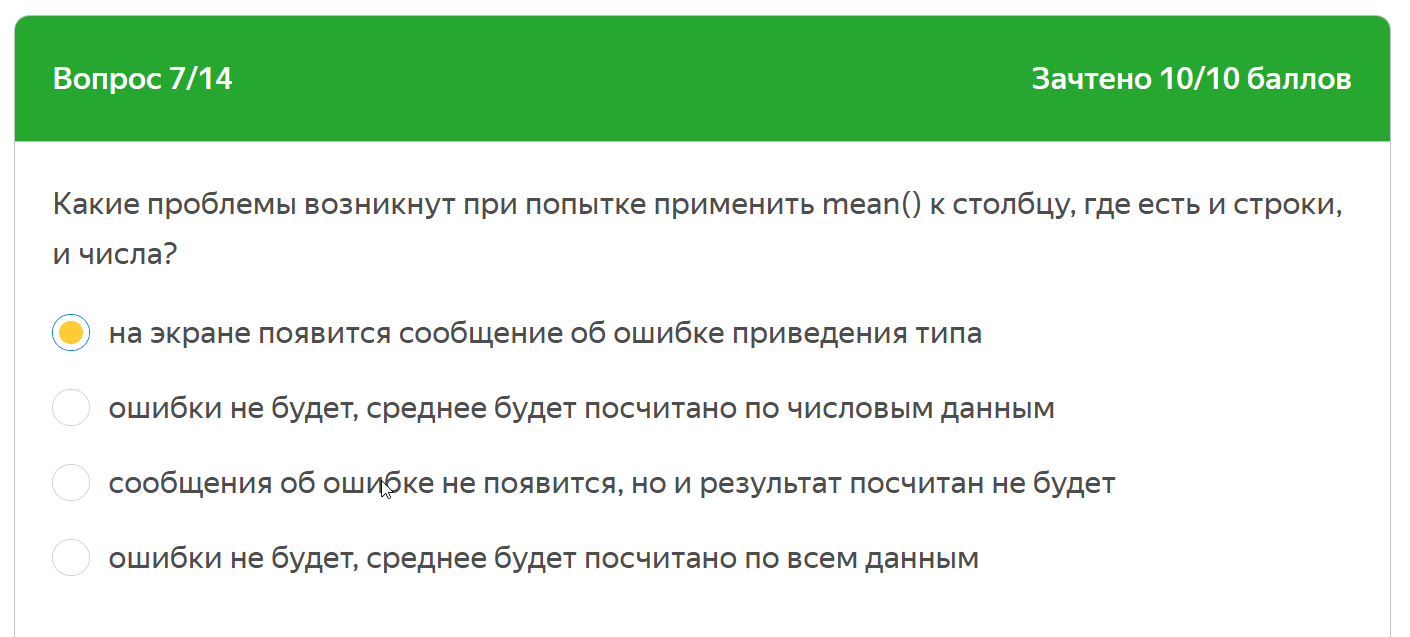 Вопрос 7/14
Зачтено 10/10 баллов
Какие проблемы возникнут при попытке применить mean() к столбцу, где есть и строки,
и числа?
на экране появится сообщение об ошибке приведения типа
ошибки не будет, среднее будет посчитано по числовым данным
сообщения об ошибке не появится, но и результат посчитан не будет
ошибки не будет, среднее будет посчитано по всем данным